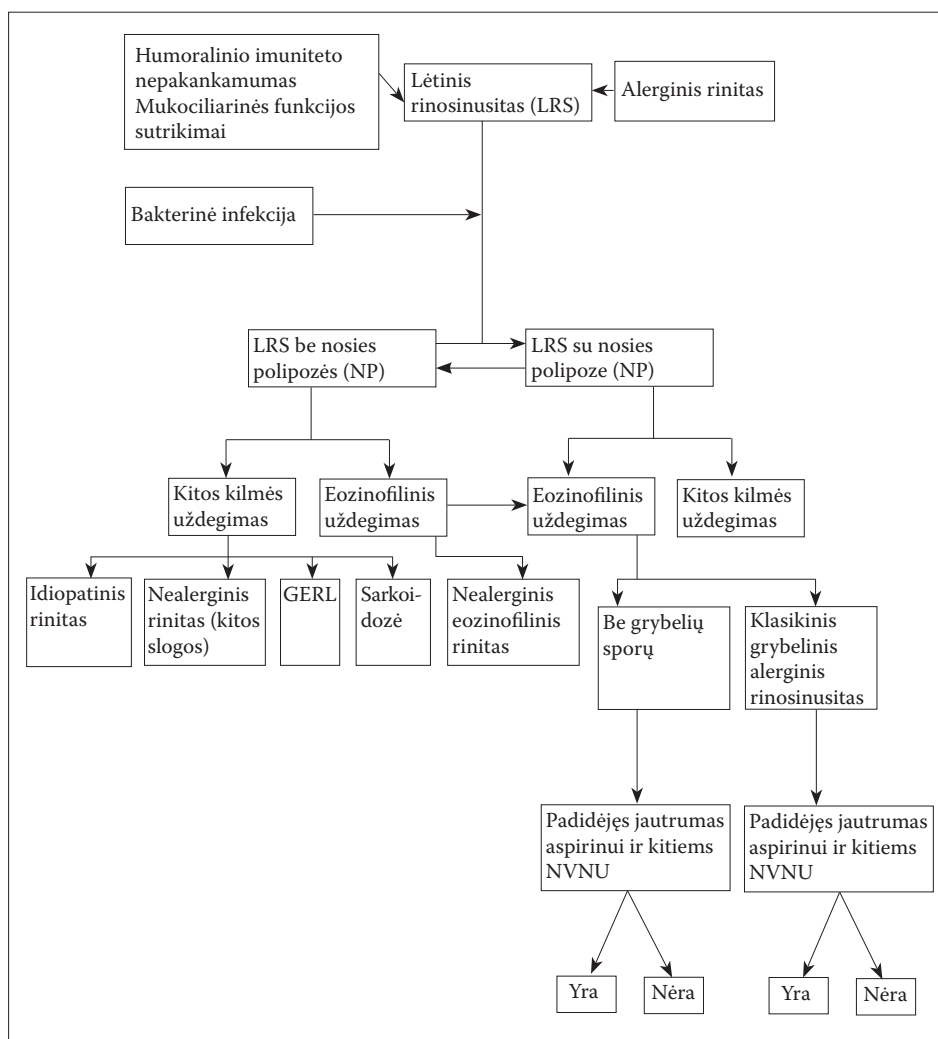 Humoralinio imuniteto
nepakankamumas
Mukociliarinės funkcijos
sutrikimai
Lėtinis
rinosinusitas (LRS)
Alerginis rinitas
Bakterinė infekcija
LRS be nosies
polipozės (NP)
LRS su nosies
polipoze (NP)
Kitos kilmės
uždegimas
Eozinofilinis
uždegimas
Eozinofilinis
uždegimas
Kitos kilmės
uždegimas
Idiopatinis
rinitas
Nealerginis
rinitas (kitos
slogos)
GERL
Sarkoi-
dozė
Nealerginis
eozinofilinis
rinitas
Be grybelių
sporų
Klasikinis
grybelinis
alerginis
rinosinusitas
Padidėjęs jautrumas
aspirinui ir kitiems
NVNU
Padidėjęs jautrumas
aspirinui ir kitiems
NVNU
Yra
Nėra
Yra
Nėra